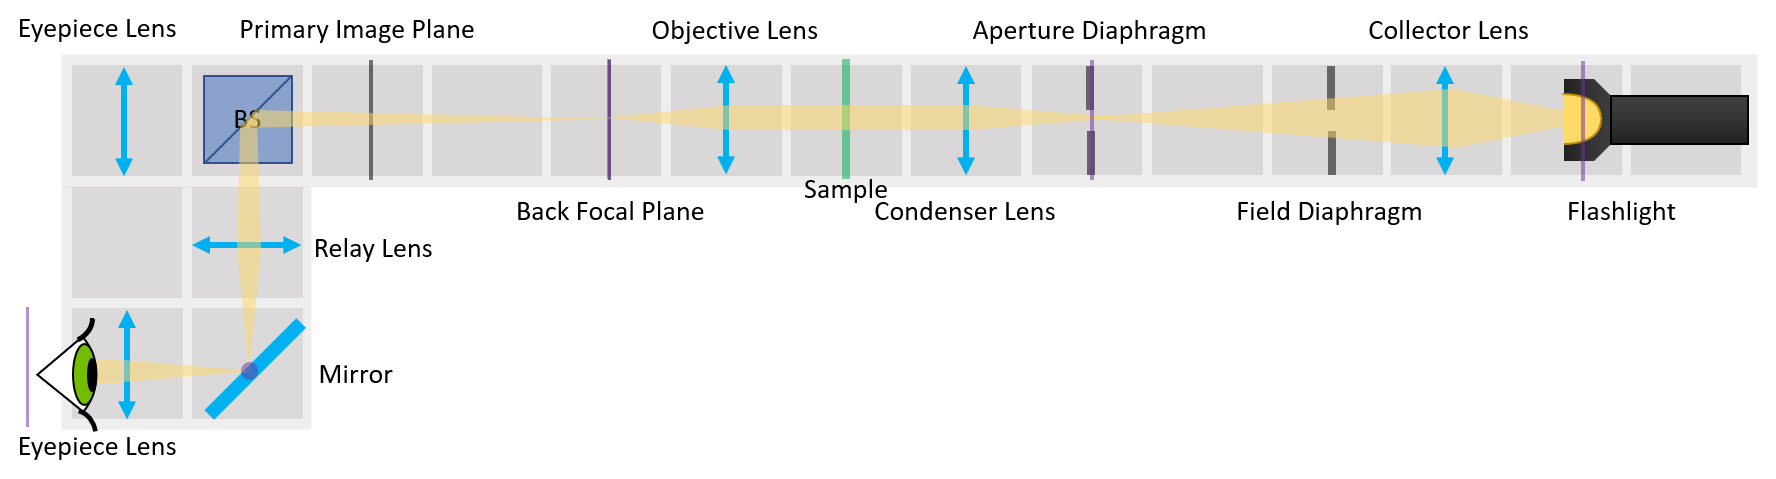 Eyepiece Lens
Primary Image Plane
Objective Lens
Aperture Diaphragm
Collector Lens
BS
Sample
Back Focal Plane
Condenser Lens
Field Diaphragm
Flashlight
Relay Lens
Mirror
Eyepiece Lens